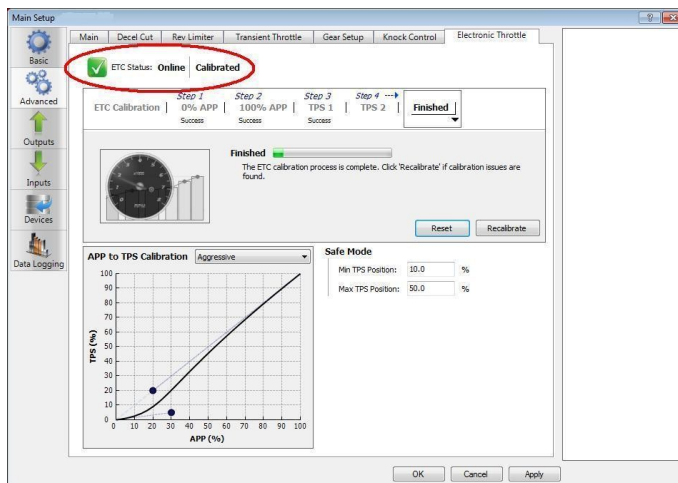 Main Setup
Main Decel Cut Rev Limiter Transient Throttle Gear Setup Knock Control Electronic Throttle
Basic
Advanced
Outputs
Inputs
Devices
Data Logging
ETC Status: Online Calibrated
Step 1 Step 2 Step 3 Step 4
ETC Calibration 0% APP 100% APP TPS 1 TPS 2 Finished
Success Success Success
Finished
The ETC calibration process is complete. Click 'Recalibrate' if calibration issues are
found.
Reset Recalibrate
APP to TPS Calibration Aggressive
100
90
80
70
60
50
40
30
20
10
0
TPS (%)
0 10 20 30 40 50 60 70 80 90 100
APP (%)
Safe Mode
Min TPS Position: 10.0 %
Max TPS Position: 50.0 %
OK Cancel Apply